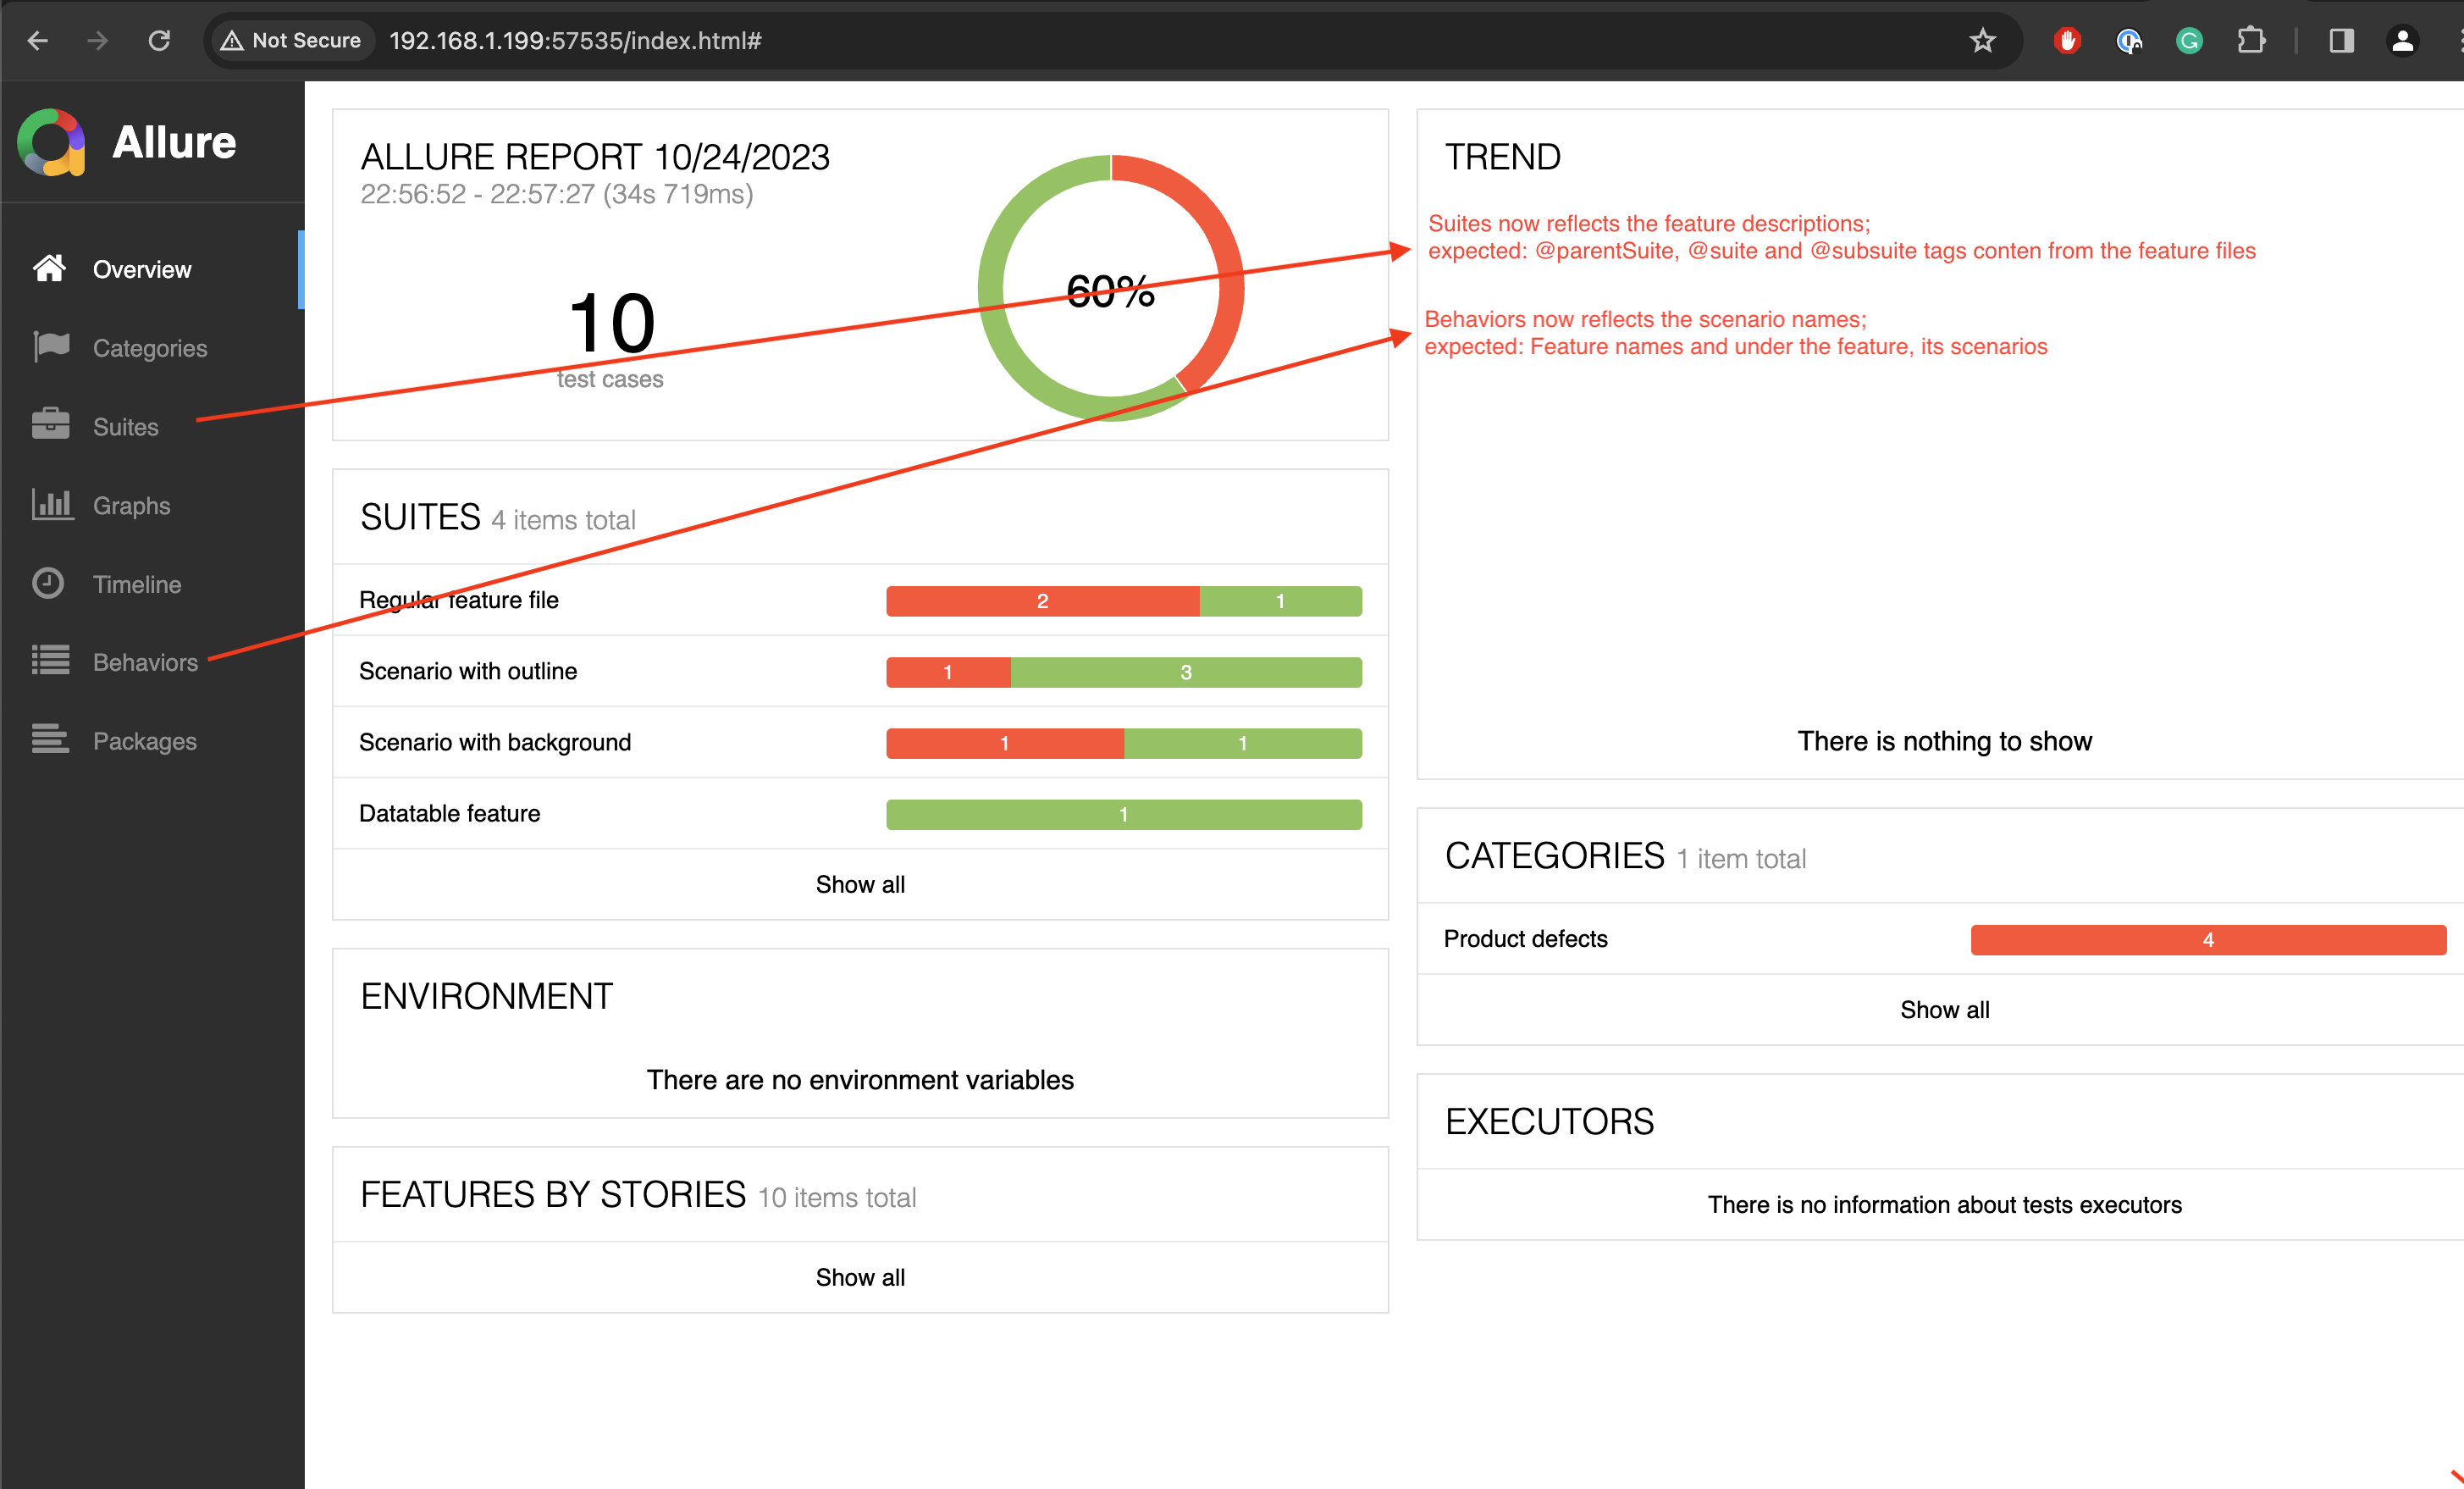 Not Secure 192.168.1.199:57535/index.html#
Allure
Overview
Categories
Suites
Graphs
Timeline
Behaviors
Packages
ALLURE REPORT 10/24/2023
22:56:52 - 22:57:27 (34s 719ms)
10
test cases
60%
SUITES 4 items total
Regular feature file 2 1
Scenario with outline 1 3
Scenario with background 1 1
Datatable feature 1
Show all
ENVIRONMENT
There are no environment variables
FEATURES BY STORIES 10 items total
Show all
TREND
Suites now reflects the feature descriptions;
expected: @parentSuite, @suite and @subsuite tags conten from the feature files
Behaviors now reflects the scenario names;
expected: Feature names and under the feature, its scenarios
There is nothing to show
CATEGORIES 1 item total
Product defects 4
Show all
EXECUTORS
There is no information about tests executors